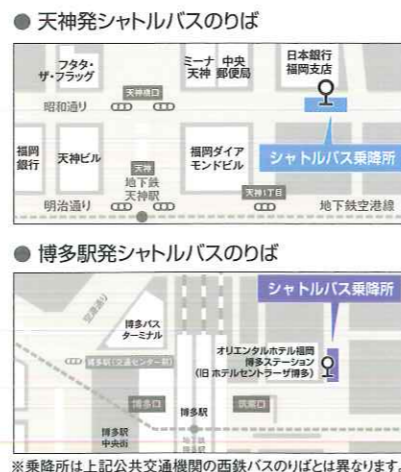 ● 天神発シャトルバスのりば
フタタ・
ザ・フラッグ
ミーナ
天神
中央
郵便局
日本銀行
福岡支店
天神橋口
昭和通り
福岡
銀行
天神ビル
福岡ダイア
モンドビル
シャトルバス乗降所
天神
地下鉄
天神駅
天神1丁目
明治通り
地下鉄空港線
● 博多駅発シャトルバスのりば
シャトルバス乗降所
空港通り
博多バス
ターミナル
博多駅(交通センター前)
オリエンタルホテル福岡
博多ステーション
(旧 ホテルセントラーザ博多)
博多口
博多駅
筑紫口
博多駅
中央街
地下鉄
博多駅
※乗降所は上記公共交通機関の西鉄バスのりばとは異なります。